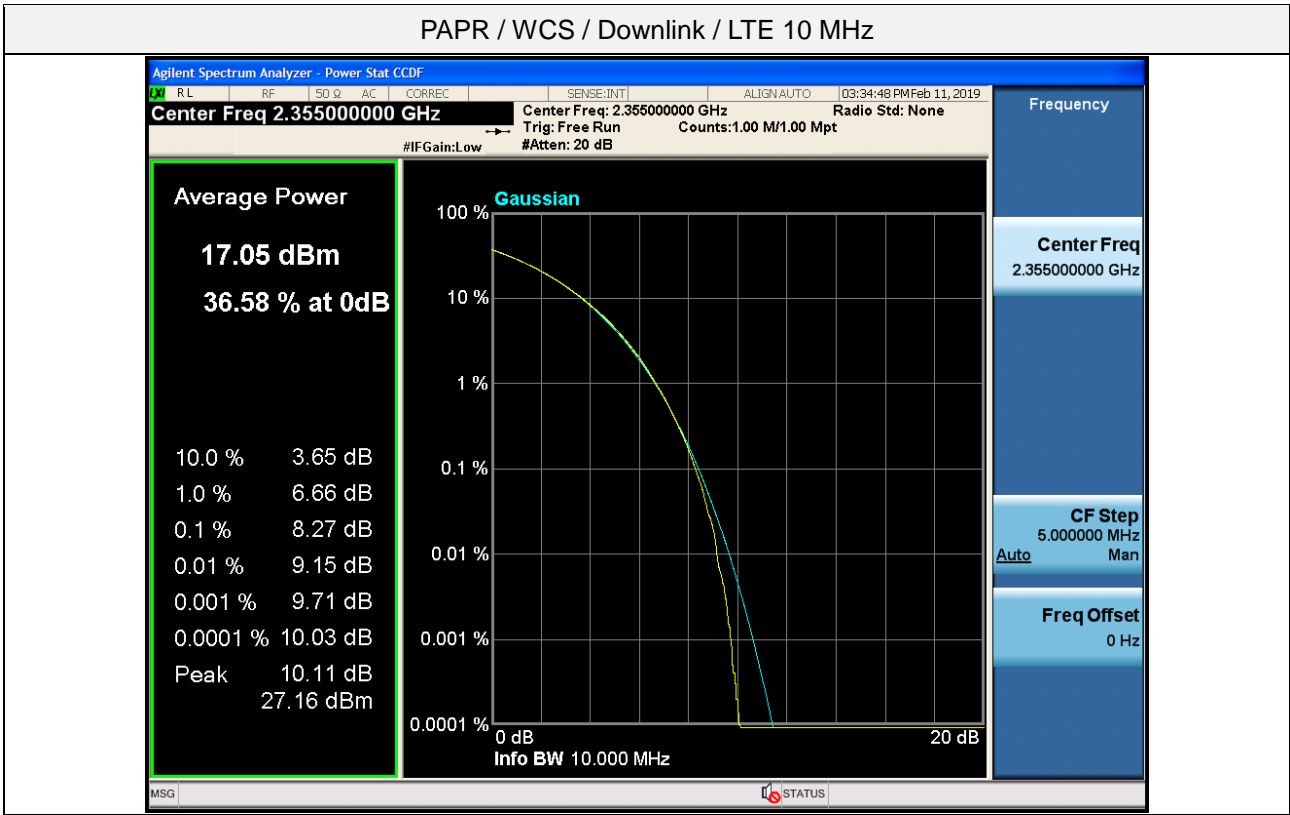 PAPR / WCS / Downlink / LTE 10 MHz
Agilent Spectrum Analyzer - Power Stat CCDF
LXI RL RF 50 Ω AC CORREC SENSE:INT ALIGN AUTO 03:34:48 PM Feb 11, 2019
Center Freq 2.355000000 GHz
Center Freq: 2.355000000 GHz Radio Std: None
Trig: Free Run Counts:1.00 M/1.00 Mpt
#IFGain:Low #Atten: 20 dB
Frequency
Average Power
17.05 dBm
36.58 % at 0dB
10.0 % 3.65 dB
1.0 % 6.66 dB
0.1 % 8.27 dB
0.01 % 9.15 dB
0.001 % 9.71 dB
0.0001 % 10.03 dB
Peak 10.11 dB
27.16 dBm
Gaussian
100 %
10 %
1 %
0.1 %
0.01 %
0.001 %
0.0001 %
0 dB 20 dB
Info BW 10.000 MHz
Center Freq
2.355000000 GHz
CF Step
5.000000 MHz
Auto Man
Freq Offset
0 Hz
MSG STATUS